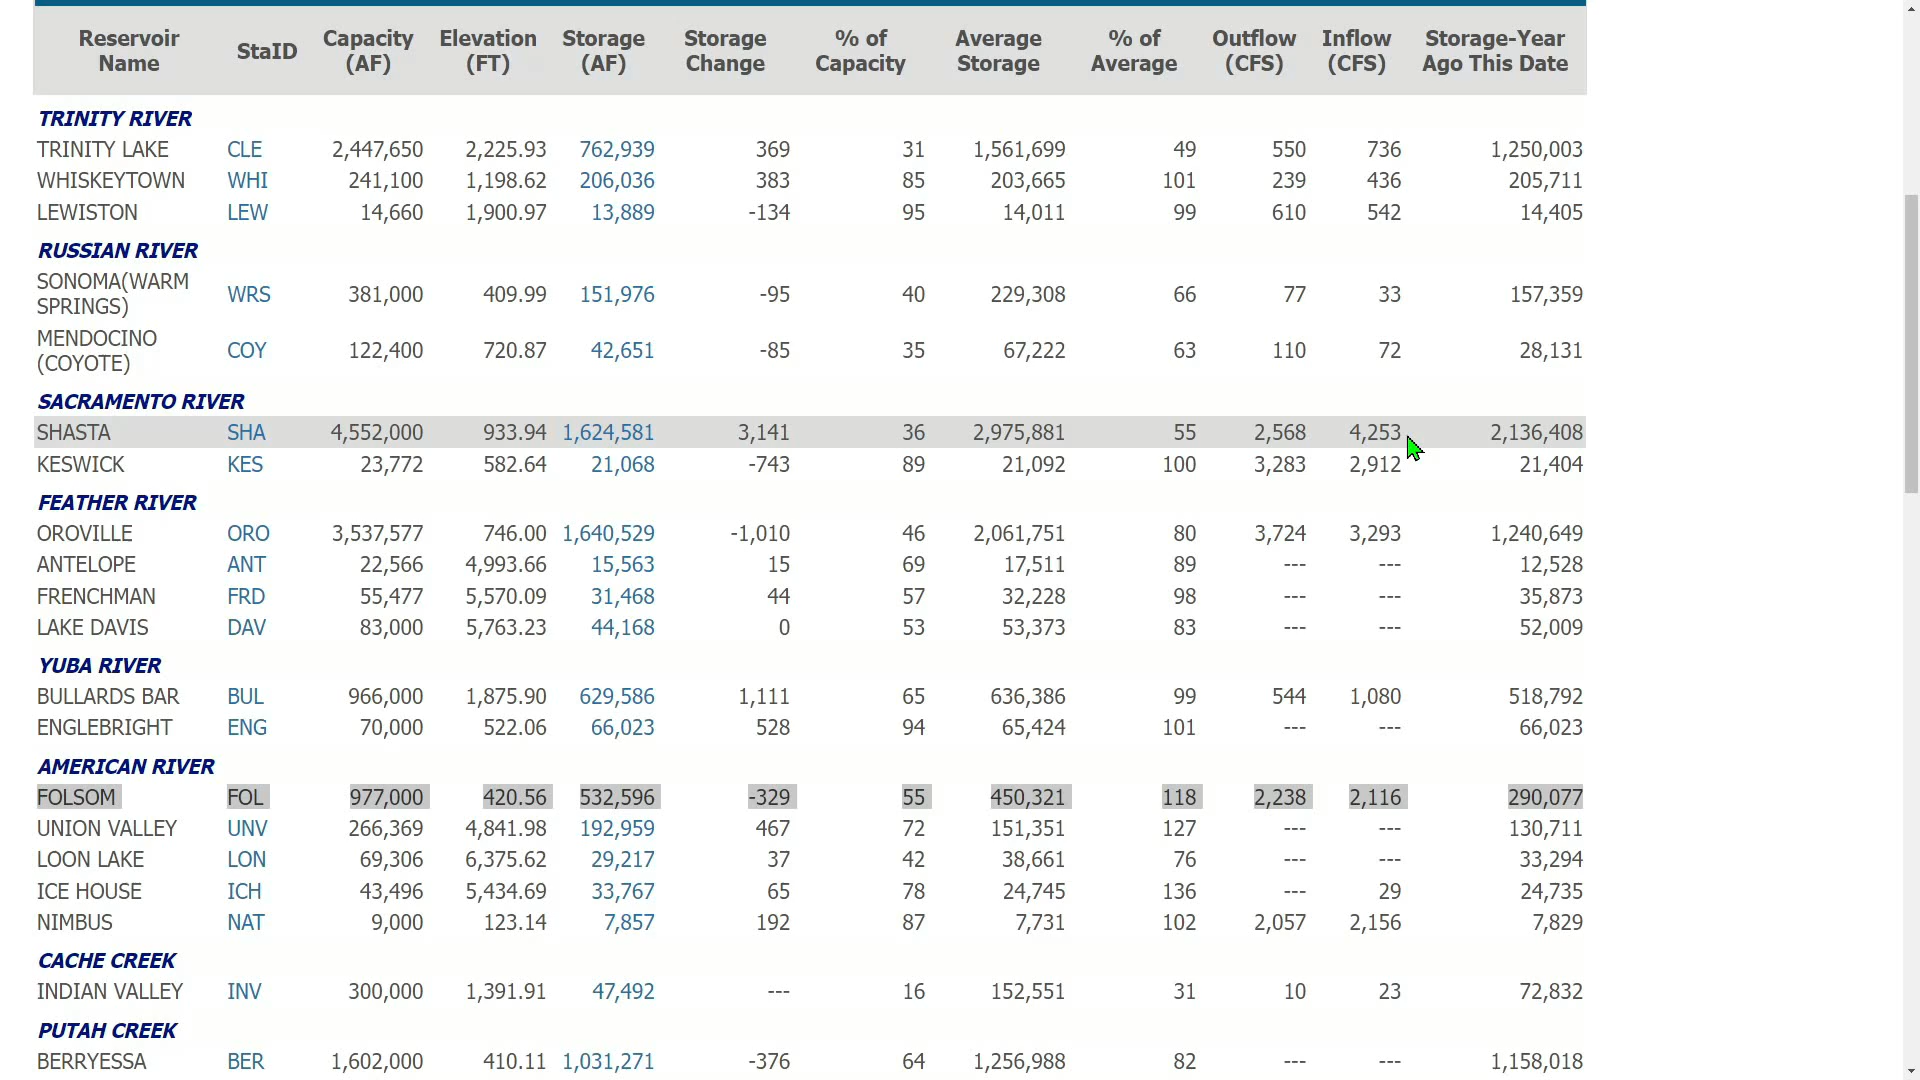 Reservoir Name StaID Capacity (AF) Elevation (FT) Storage (AF) Storage Change % of Capacity Average Storage % of Average Outflow (CFS) Inflow (CFS) Storage-Year Ago This Date
TRINITY RIVER
TRINITY LAKE CLE 2,447,650 2,225.93 762,939 369 31 1,561,699 49 550 736 1,250,003
WHISKEYTOWN WHI 241,100 1,198.62 206,036 383 85 203,665 101 239 436 205,711
LEWISTON LEW 14,660 1,900.97 13,889 -134 95 14,011 99 610 542 14,405
RUSSIAN RIVER
SONOMA(WARM SPRINGS) WRS 381,000 409.99 151,976 -95 40 229,308 66 77 33 157,359
MENDOCINO (COYOTE) COY 122,400 720.87 42,651 -85 35 67,222 63 110 72 28,131
SACRAMENTO RIVER
SHASTA SHA 4,552,000 933.94 1,624,581 3,141 36 2,975,881 55 2,568 4,253 2,136,408
KESWICK KES 23,772 582.64 21,068 -743 89 21,092 100 3,283 2,912 21,404
FEATHER RIVER
OROVILLE ORO 3,537,577 746.00 1,640,529 -1,010 46 2,061,751 80 3,724 3,293 1,240,649
ANTELOPE ANT 22,566 4,993.66 15,563 15 69 17,511 89 --- --- 12,528
FRENCHMAN FRD 55,477 5,570.09 31,468 44 57 32,228 98 --- --- 35,873
LAKE DAVIS DAV 83,000 5,763.23 44,168 0 53 53,373 83 --- --- 52,009
YUBA RIVER
BULLARDS BAR BUL 966,000 1,875.90 629,586 1,111 65 636,386 99 544 1,080 518,792
ENGLEBRIGHT ENG 70,000 522.06 66,023 528 94 65,424 101 --- --- 66,023
AMERICAN RIVER
FOLSOM FOL 977,000 420.56 532,596 -329 55 450,321 118 2,238 2,116 290,077
UNION VALLEY UNV 266,369 4,841.98 192,959 467 72 151,351 127 --- --- 130,711
LOON LAKE LON 69,306 6,375.62 29,217 37 42 38,661 76 --- --- 33,294
ICE HOUSE ICH 43,496 5,434.69 33,767 65 78 24,745 136 --- 29 24,735
NIMBUS NAT 9,000 123.14 7,857 192 87 7,731 102 2,057 2,156 7,829
CACHE CREEK
INDIAN VALLEY INV 300,000 1,391.91 47,492 --- 16 152,551 31 10 23 72,832
PUTAH CREEK
BERRYESSA BER 1,602,000 410.11 1,031,271 -376 64 1,256,988 82 --- --- 1,158,018